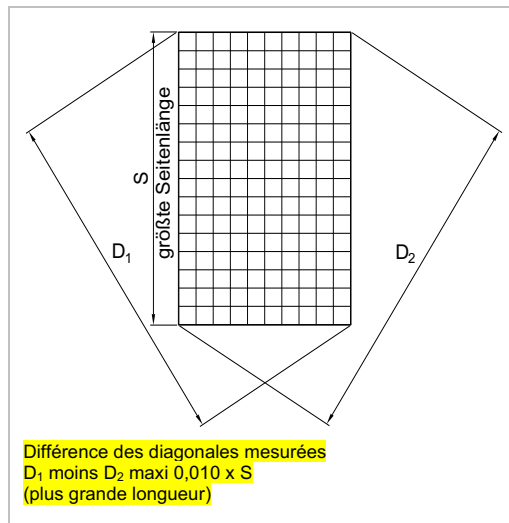 S
größte Seitenlänge
D₁
D₂
Différence des diagonales mesurées
D₁ moins D₂ maxi 0,010 x S
(plus grande longueur)